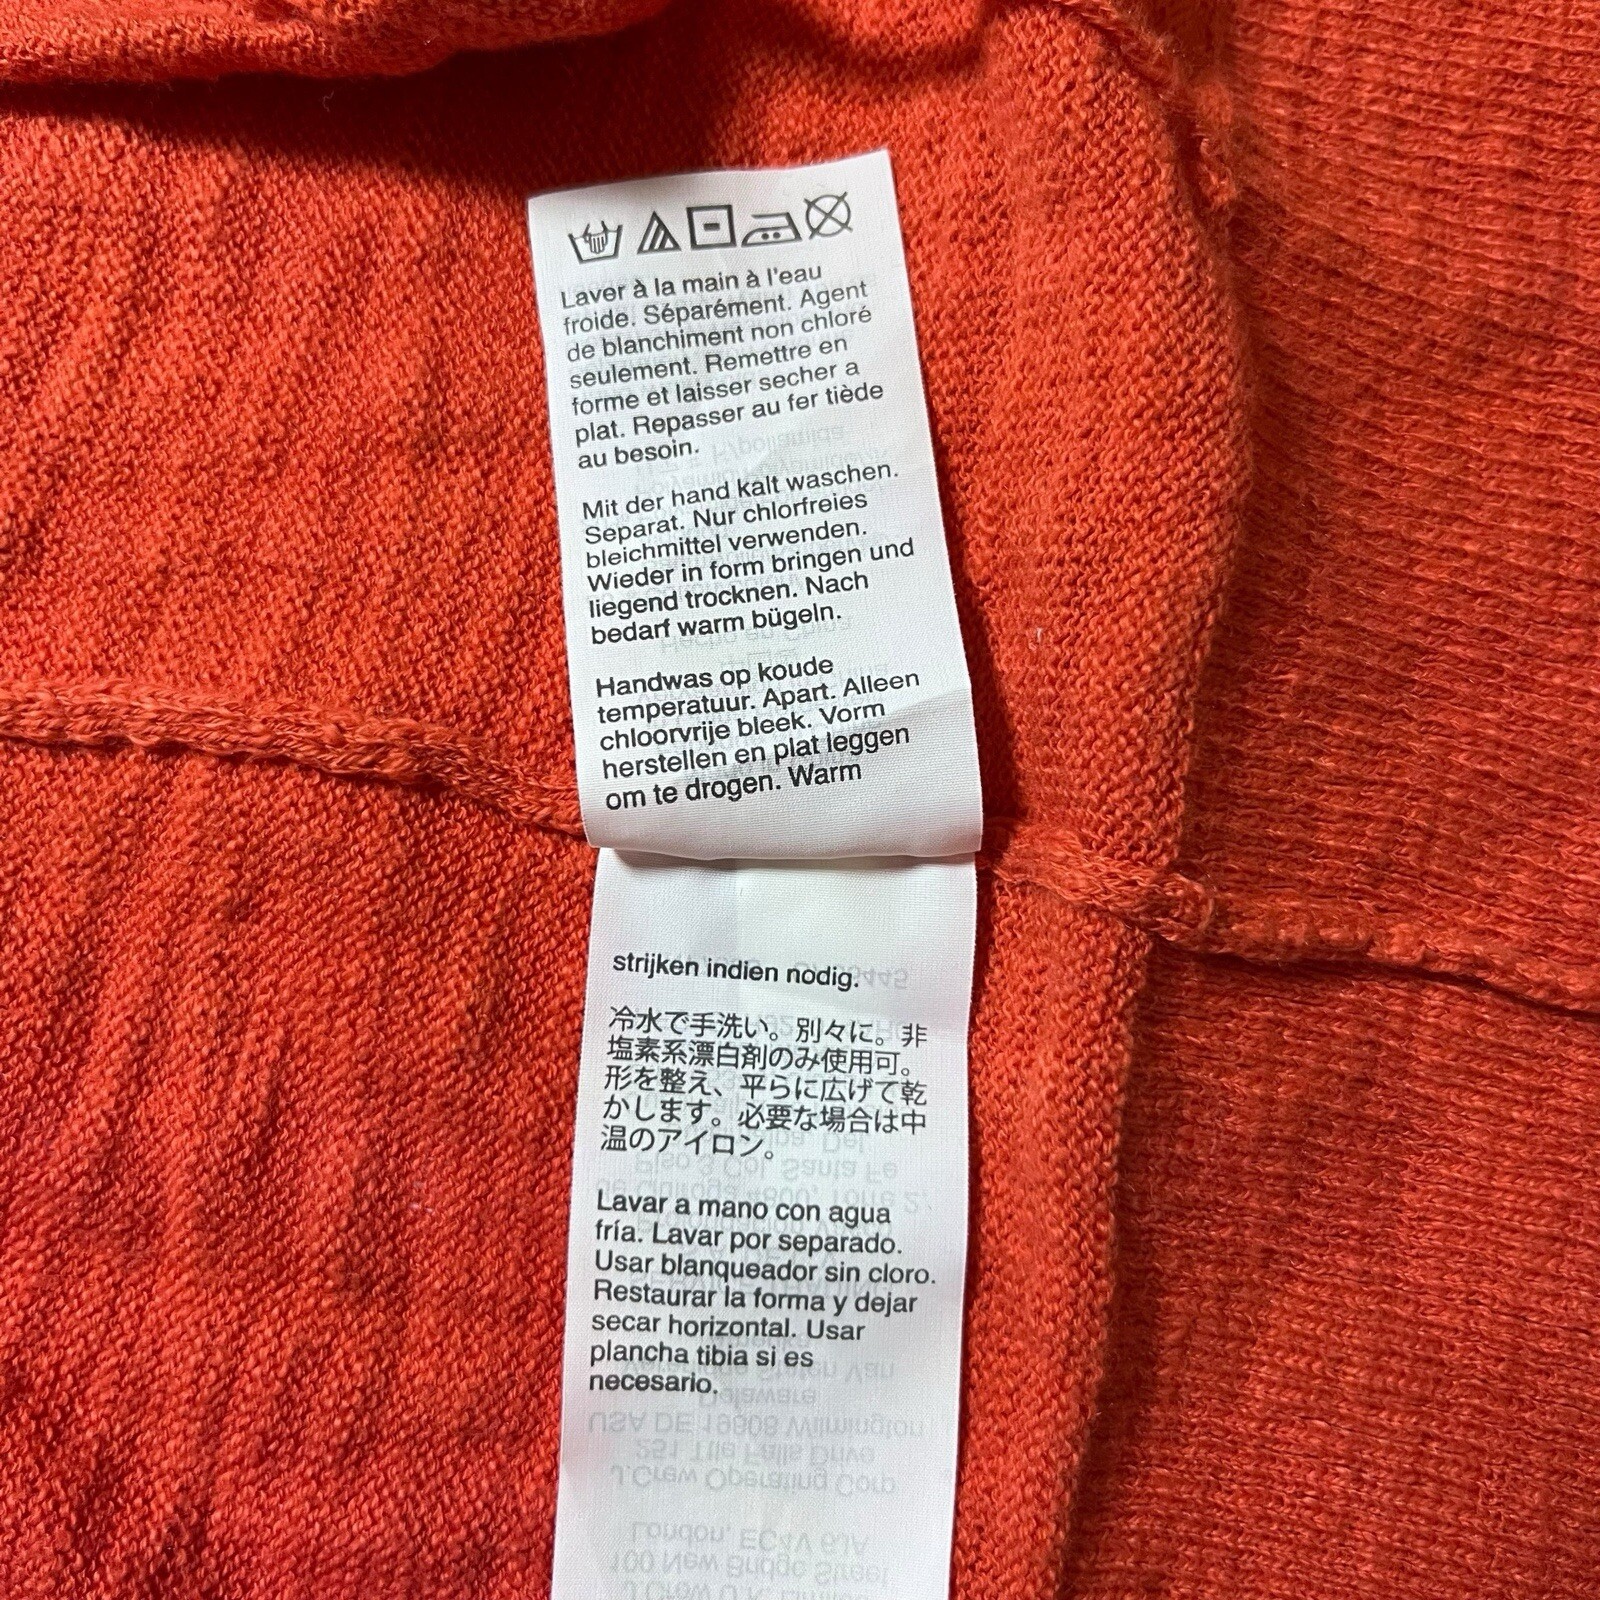 Laver à la main à l'eau
froide. Séparément. Agent
de blanchiment non chloré
seulement. Remettre en
forme et laisser secher a
plat. Repasser au fer tiède
au besoin.
Mit der hand kalt waschen.
Separat. Nur chlorfreies
bleichmittel verwenden.
Wieder in form bringen und
liegend trocknen. Nach
bedarf warm bügeln.
Handwas op koude
temperatuur. Apart. Alleen
chloorvrije bleek. Vorm
herstellen en plat leggen
om te drogen. Warm
strijken indien nodig.
冷水で手洗い。別々に。非
塩素系漂白剤のみ使用可。
形を整え、平らに広げて乾
かします。必要な場合は中
温のアイロン。
Lavar a mano con agua
fría. Lavar por separado.
Usar blanqueador sin cloro.
Restaurar la forma y dejar
secar horizontal. Usar
plancha tibia si es
necesario.